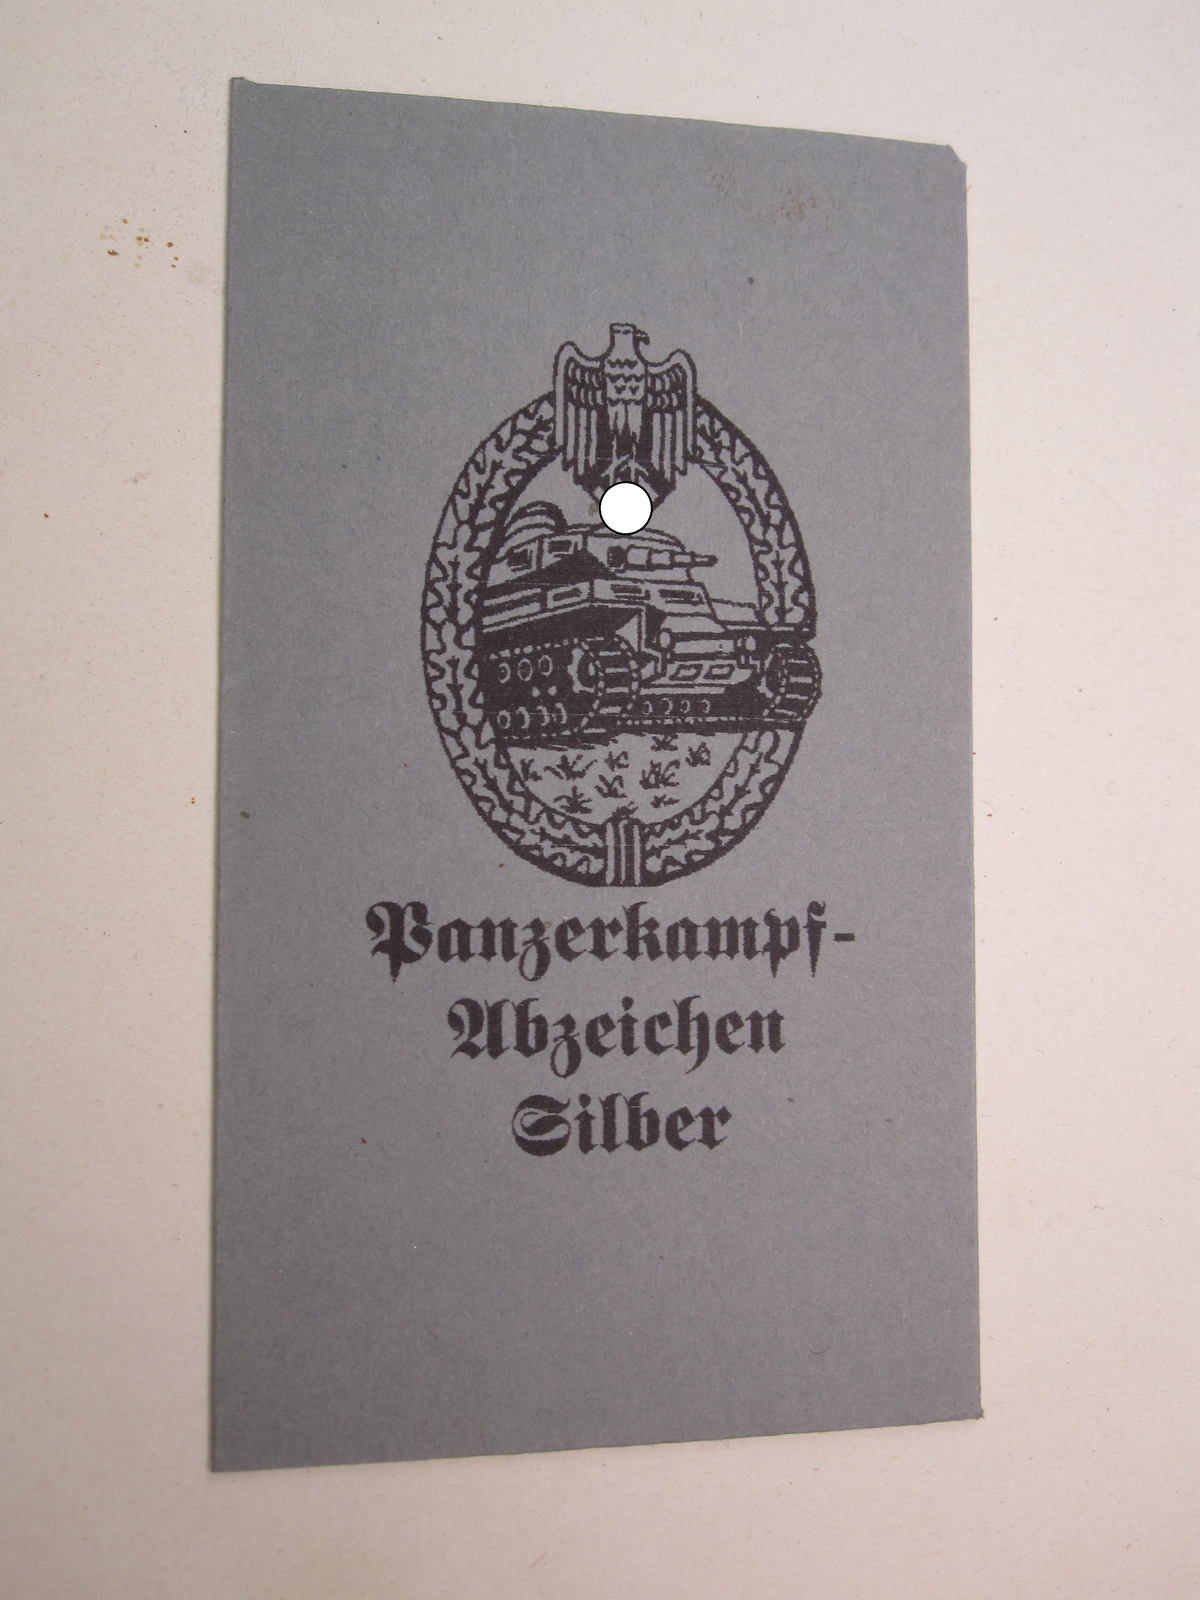 Panzerkampf-
Abzeichen
Silber